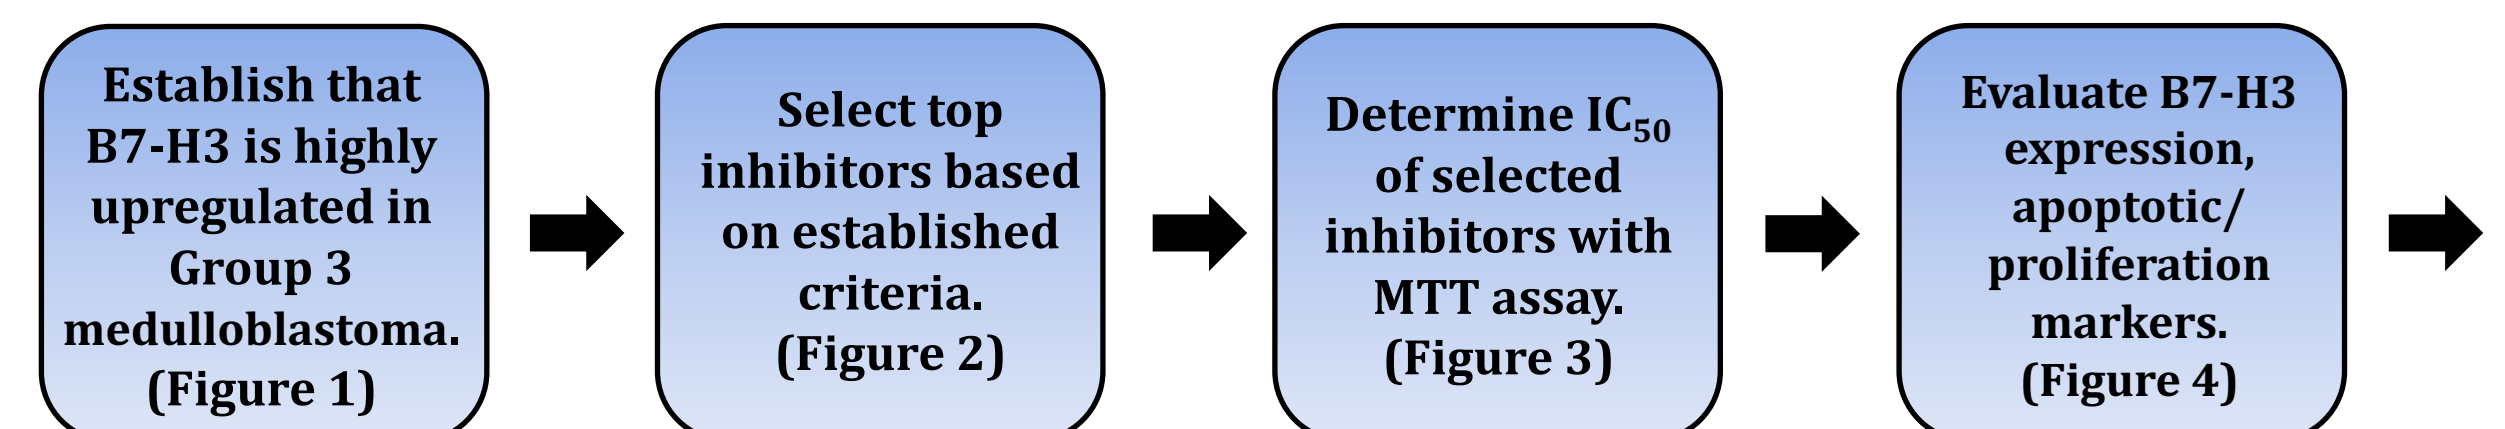 Establish that
B7-H3 is highly
upregulated in
Group 3
medulloblastoma.
(Figure 1)
Select top
inhibitors based
on established
criteria.
(Figure 2)
Determine IC₅₀
of selected
inhibitors with
MTT assay.
(Figure 3)
Evaluate B7-H3
expression,
apoptotic/
proliferation
markers.
(Figure 4)